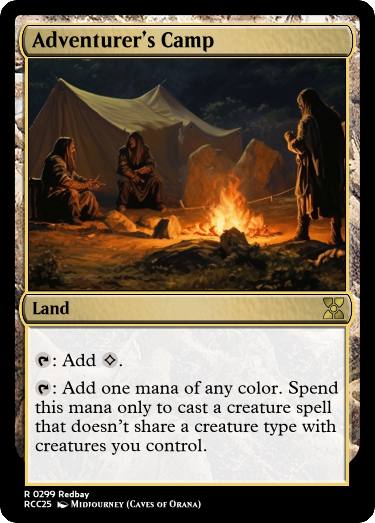 Adventurer's Camp
Land
: Add .
: Add one mana of any color. Spend
this mana only to cast a creature spell
that doesn't share a creature type with
creatures you control.
R 0299 Redbay
RCC25 Midjourney (Caves of Orana)